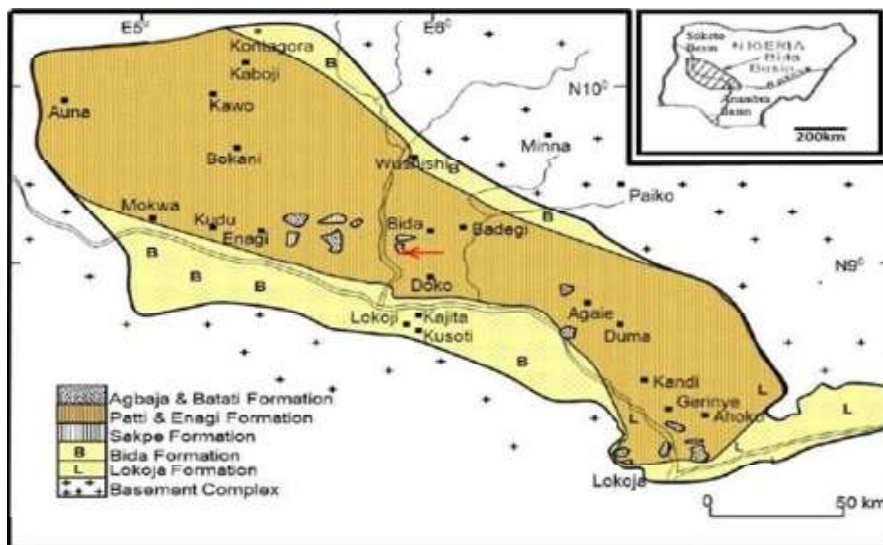 E5⁰
E6⁰
Kontagora
Kaboji
Kawo
Auna
Bokani
Wushishi
Minna
Paiko
Mokwa
Kudu
Enagi
Bida
Badegi
Doko
Lokoji
Kajita
Kusoti
Agaie
Duma
Kandi
Gerinye
Ahoko
Lokoja
N10⁰
N9⁰
B
B
B
B
B
B
B
L
L
L
L
L
Sokoto
Basin
NIGERIA
Bida
Basin
Anambra
Basin
200km
Agbaja & Batati Formation
Patti & Enagi Formation
Sakpe Formation
B Bida Formation
L Lokoja Formation
Basement Complex
0 50 km